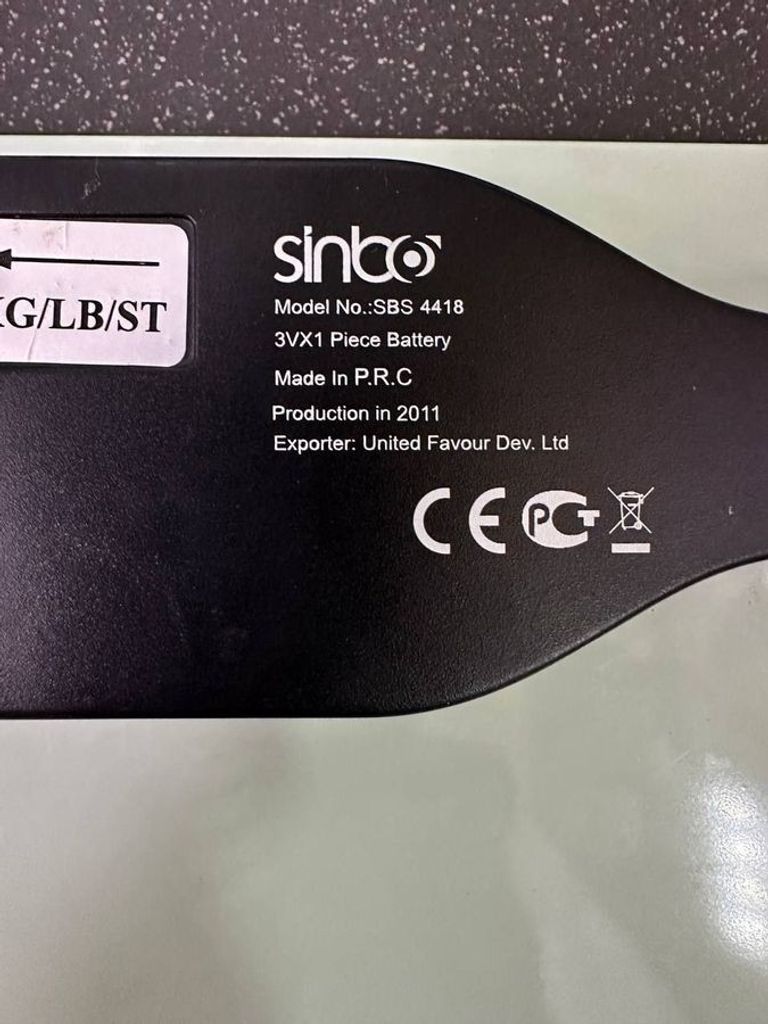 KG/LB/ST
sinbo
Model No.:SBS 4418
3VX1 Piece Battery
Made In P.R.C
Production in 2011
Exporter: United Favour Dev. Ltd
CE PCT